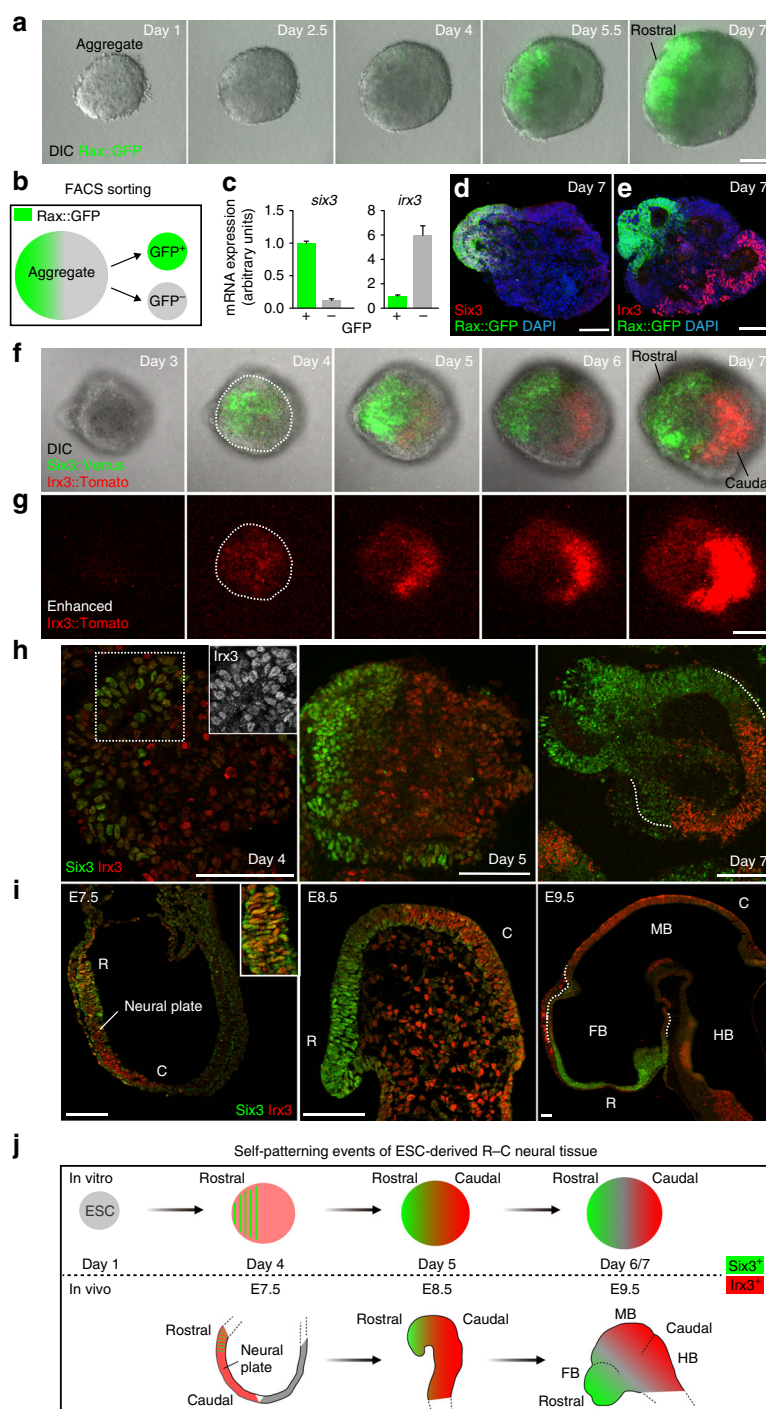 a
Day 1
Day 2.5
Day 4
Day 5.5
Day 7
Aggregate
Rostral
DIC Rax::GFP
b
FACS sorting
Rax::GFP
Aggregate
GFP+
GFP−
c
six3
irx3
mRNA expression
(arbitrary units)
1.5
1.0
0.5
0.0
8
6
4
2
0
+ −
+ −
GFP
d
Day 7
Six3
Rax::GFP DAPI
e
Day 7
Irx3
Rax::GFP DAPI
f
Day 3
Day 4
Day 5
Day 6
Day 7
Rostral
DIC
Six3::Venus
Irx3::Tomato
Caudal
g
Enhanced
Irx3::Tomato
h
Irx3
Six3 Irx3
Day 4
Day 5
Day 7
i
E7.5
R
Neural plate
C
Six3 Irx3
E8.5
C
R
E9.5
C
MB
FB
HB
R
j
Self-patterning events of ESC-derived R–C neural tissue
In vitro
Rostral
Rostral
Caudal
Rostral
Caudal
ESC
Day 1
Day 4
Day 5
Day 6/7
Six3+
Irx3+
In vivo
E7.5
E8.5
E9.5
Rostral
Neural
plate
Caudal
Rostral
Caudal
MB
Caudal
FB
HB
Rostral